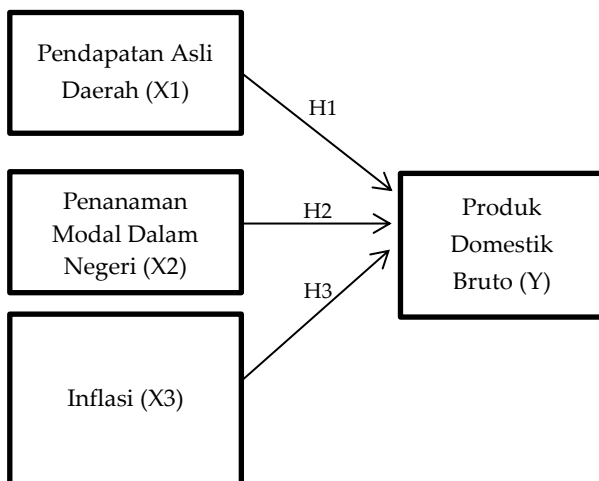 Pendapatan Asli
Daerah (X1)
H1
Penanaman
Modal Dalam
Negeri (X2)
H2
Produk
Domestik
Bruto (Y)
H3
Inflasi (X3)